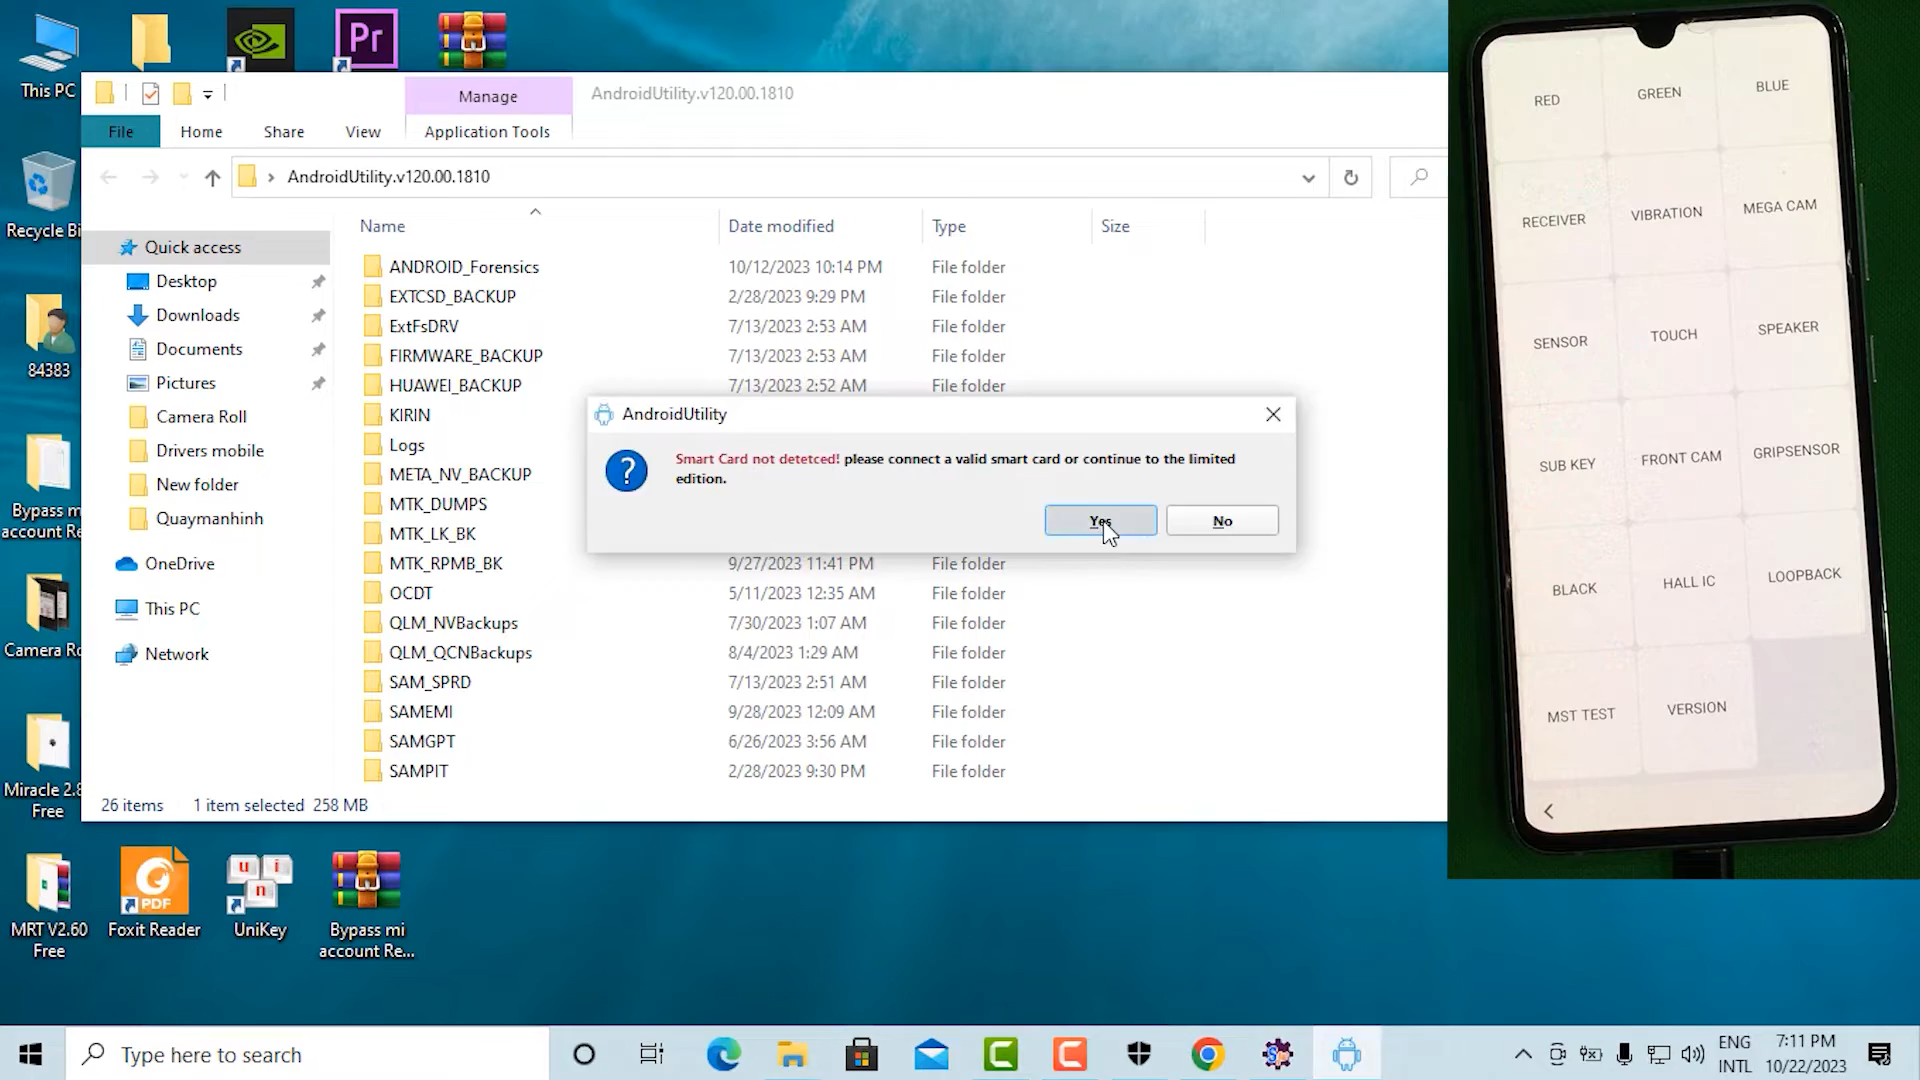 This PC
Pr
Manage
AndroidUtility.v120.00.1810
File
Home
Share
View
Application Tools
AndroidUtility.v120.00.1810
Recycle Bi
Name
Date modified
Type
Size
Quick access
Desktop
Downloads
Documents
Pictures
Camera Roll
Drivers mobile
New folder
Quaymanhinh
OneDrive
This PC
Network
ANDROID_Forensics 10/12/2023 10:14 PM File folder
EXTCSD_BACKUP 2/28/2023 9:29 PM File folder
ExtFsDRV 7/13/2023 2:53 AM File folder
FIRMWARE_BACKUP 7/13/2023 2:53 AM File folder
HUAWEI_BACKUP 7/13/2023 2:52 AM File folder
KIRIN
Logs
META_NV_BACKUP
MTK_DUMPS
MTK_LK_BK
MTK_RPMB_BK 9/27/2023 11:41 PM File folder
OCDT 5/11/2023 12:35 AM File folder
QLM_NVBackups 7/30/2023 1:07 AM File folder
QLM_QCNBackups 8/4/2023 1:29 AM File folder
SAM_SPRD 7/13/2023 2:51 AM File folder
SAMEMI 9/28/2023 12:09 AM File folder
SAMGPT 6/26/2023 3:56 AM File folder
SAMPIT 2/28/2023 9:30 PM File folder
26 items 1 item selected 258 MB
AndroidUtility
Smart Card not detetced! please connect a valid smart card or continue to the limited
edition.
Yes
No
84383
Bypass m
account Re
Camera Ro
Miracle 2.8
Free
MRT V2.60
Free
PDF
Foxit Reader
u i
n
UniKey
Bypass mi
account Re...
RED
GREEN
BLUE
RECEIVER
VIBRATION
MEGA CAM
SENSOR
TOUCH
SPEAKER
SUB KEY
FRONT CAM
GRIPSENSOR
BLACK
HALL IC
LOOPBACK
MST TEST
VERSION
Type here to search
ENG
INTL
7:11 PM
10/22/2023